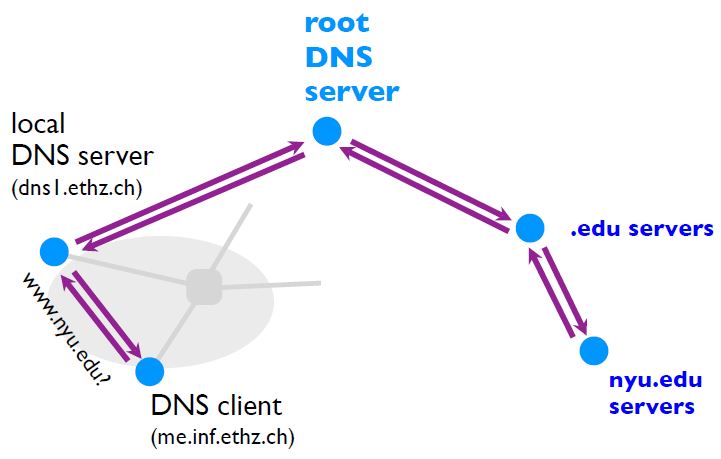 root
DNS
server
local
DNS server
(dns1.ethz.ch)
.edu servers
www.nyu.edu?
nyu.edu
servers
DNS client
(me.inf.ethz.ch)